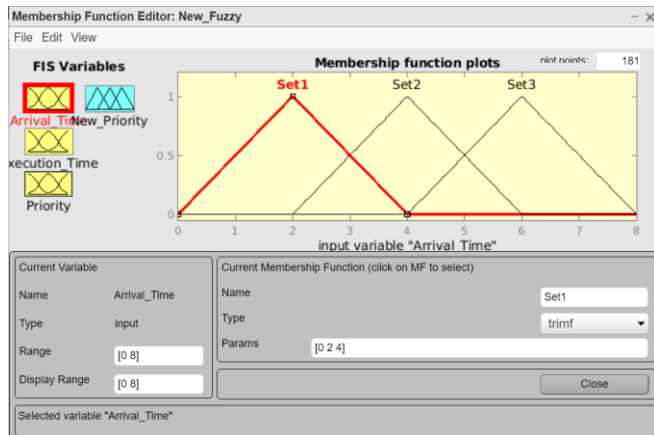 Membership Function Editor: New_Fuzzy
File Edit View
FIS Variables
Membership function plots
plot points:
181
Set1
Set2
Set3
Arrival_Time
New_Priority
xecution_Time
Priority
1
0.5
0
0 1 2 3 4 5 6 7 8
input variable "Arrival_Time"
Current Variable
Name Arrival_Time
Type input
Range [0 8]
Display Range [0 8]
Current Membership Function (click on MF to select)
Name Set1
Type trimf
Params [0 2 4]
Close
Selected variable "Arrival_Time"